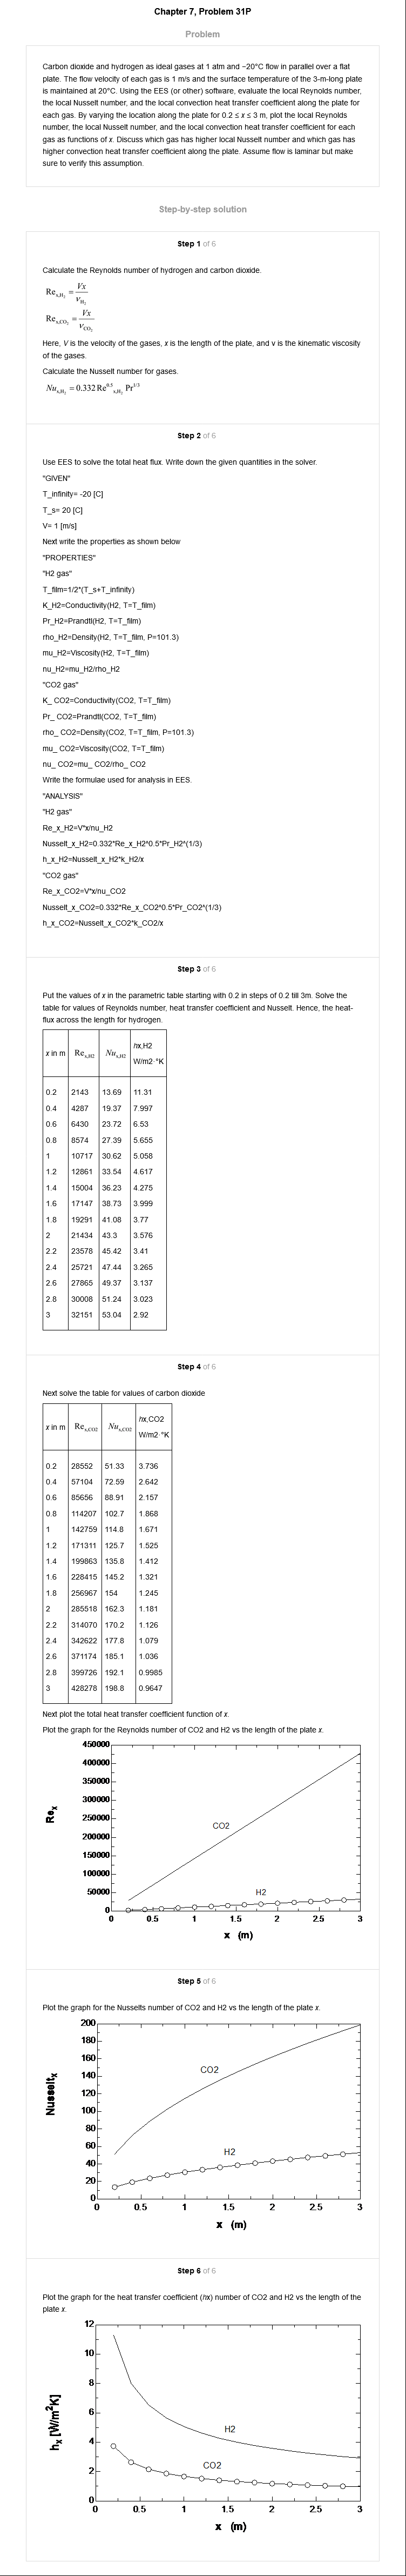 Chapter 7, Problem 31P
Problem
Carbon dioxide and hydrogen as ideal gases at 1 atm and −20°C flow in parallel over a flat
plate. The flow velocity of each gas is 1 m/s and the surface temperature of the 3-m-long plate
is maintained at 20°C. Using the EES (or other) software, evaluate the local Reynolds number,
the local Nusselt number, and the local convection heat transfer coefficient along the plate for
each gas. By varying the location along the plate for 0.2 ≤ x ≤ 3 m, plot the local Reynolds
number, the local Nusselt number, and the local convection heat transfer coefficient for each
gas as functions of x. Discuss which gas has higher local Nusselt number and which gas has
higher convection heat transfer coefficient along the plate. Assume flow is laminar but make
sure to verify this assumption.
Step-by-step solution
Step 1 of 6
Calculate the Reynolds number of hydrogen and carbon dioxide.
Re_x,H₂ = Vx/ν_H₂
Re_x,CO₂ = Vx/ν_CO₂
Here, V is the velocity of the gases, x is the length of the plate, and v is the kinematic viscosity
of the gases.
Calculate the Nusselt number for gases.
Nu_x,H₂ = 0.332 Re^0.5_x,H₂ Pr^1/3
Step 2 of 6
Use EES to solve the total heat flux. Write down the given quantities in the solver.
"GIVEN"
T_infinity= -20 [C]
T_s= 20 [C]
V= 1 [m/s]
Next write the properties as shown below
"PROPERTIES"
"H2 gas"
T_film=1/2*(T_s+T_infinity)
K_H2=Conductivity(H2, T=T_film)
Pr_H2=Prandtl(H2, T=T_film)
rho_H2=Density(H2, T=T_film, P=101.3)
mu_H2=Viscosity(H2, T=T_film)
nu_H2=mu_H2/rho_H2
"CO2 gas"
K_ CO2=Conductivity(CO2, T=T_film)
Pr_ CO2=Prandtl(CO2, T=T_film)
rho_ CO2=Density(CO2, T=T_film, P=101.3)
mu_ CO2=Viscosity(CO2, T=T_film)
nu_ CO2=mu_ CO2/rho_ CO2
Write the formulae used for analysis in EES.
"ANALYSIS"
"H2 gas"
Re_x_H2=V*x/nu_H2
Nusselt_x_H2=0.332*Re_x_H2^0.5*Pr_H2^(1/3)
h_x_H2=Nusselt_x_H2*k_H2/x
"CO2 gas"
Re_x_CO2=V*x/nu_CO2
Nusselt_x_CO2=0.332*Re_x_CO2^0.5*Pr_CO2^(1/3)
h_x_CO2=Nusselt_x_CO2*k_CO2/x
Step 3 of 6
Put the values of x in the parametric table starting with 0.2 in steps of 0.2 till 3m. Solve the
table for values of Reynolds number, heat transfer coefficient and Nusselt. Hence, the heat-
flux across the length for hydrogen.
x in m Re_x,H2 Nu_x,H2 hx,H2 W/m2·°K
0.2 2143 13.69 11.31
0.4 4287 19.37 7.997
0.6 6430 23.72 6.53
0.8 8574 27.39 5.655
1 10717 30.62 5.058
1.2 12861 33.54 4.617
1.4 15004 36.23 4.275
1.6 17147 38.73 3.999
1.8 19291 41.08 3.77
2 21434 43.3 3.576
2.2 23578 45.42 3.41
2.4 25721 47.44 3.265
2.6 27865 49.37 3.137
2.8 30008 51.24 3.023
3 32151 53.04 2.92
Step 4 of 6
Next solve the table for values of carbon dioxide
x in m Re_x,CO2 Nu_x,CO2 hx,CO2 W/m2·°K
0.2 28552 51.33 3.736
0.4 57104 72.59 2.642
0.6 85656 88.91 2.157
0.8 114207 102.7 1.868
1 142759 114.8 1.671
1.2 171311 125.7 1.525
1.4 199863 135.8 1.412
1.6 228415 145.2 1.321
1.8 256967 154 1.245
2 285518 162.3 1.181
2.2 314070 170.2 1.126
2.4 342622 177.8 1.079
2.6 371174 185.1 1.036
2.8 399726 192.1 0.9985
3 428278 198.8 0.9647
Next plot the total heat transfer coefficient function of x.
Plot the graph for the Reynolds number of CO2 and H2 vs the length of the plate x.
450000
400000
350000
300000
250000
200000
150000
100000
50000
0
Re_x
CO2
H2
0 0.5 1 1.5 2 2.5 3
x (m)
Step 5 of 6
Plot the graph for the Nusselts number of CO2 and H2 vs the length of the plate x.
200
180
160
140
120
100
80
60
40
20
0
Nusselt_x
CO2
H2
0 0.5 1 1.5 2 2.5 3
x (m)
Step 6 of 6
Plot the graph for the heat transfer coefficient (hx) number of CO2 and H2 vs the length of the
plate x.
12
10
8
6
4
2
0
h_x [W/m²K]
H2
CO2
0 0.5 1 1.5 2 2.5 3
x (m)